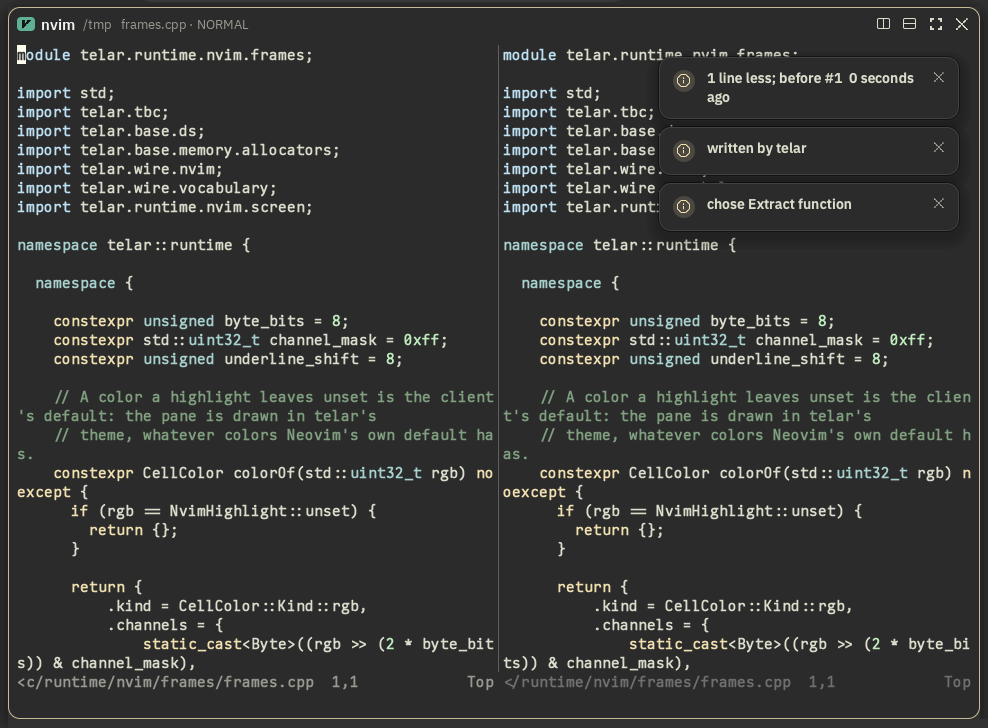 nvim /tmp frames.cpp · NORMAL
module telar.runtime.nvim.frames;
import std;
import telar.tbc;
import telar.base.ds;
import telar.base.memory.allocators;
import telar.wire.nvim;
import telar.wire.vocabulary;
import telar.runtime.nvim.screen;
namespace telar::runtime {
namespace {
constexpr unsigned byte_bits = 8;
constexpr std::uint32_t channel_mask = 0xff;
constexpr unsigned underline_shift = 8;
// A color a highlight leaves unset is the client
's default: the pane is drawn in telar's
// theme, whatever colors Neovim's own default ha
s.
constexpr CellColor colorOf(std::uint32_t rgb) no
except {
if (rgb == NvimHighlight::unset) {
return {};
}
return {
.kind = CellColor::Kind::rgb,
.channels = {
static_cast<Byte>((rgb >> (2 * byte_bit
s)) & channel_mask),
<c/runtime/nvim/frames/frames.cpp 1,1 Top
module telar.runtime.nvim.frames;
import std;
import telar.tbc;
import telar.base
import telar.base
import telar.wire.
import telar.wire
import telar.runt
namespace telar::runtime {
namespace {
constexpr unsigned byte_bits = 8;
constexpr std::uint32_t channel_mask = 0xff;
constexpr unsigned underline_shift = 8;
// A color a highlight leaves unset is the clien
t's default: the pane is drawn in telar's
// theme, whatever colors Neovim's own default h
as.
constexpr CellColor colorOf(std::uint32_t rgb) n
oexcept {
if (rgb == NvimHighlight::unset) {
return {};
}
return {
.kind = CellColor::Kind::rgb,
.channels = {
static_cast<Byte>((rgb >> (2 * byte_bi
ts)) & channel_mask),
</runtime/nvim/frames/frames.cpp 1,1 Top
1 line less; before #1 0 seconds
ago
written by telar
chose Extract function